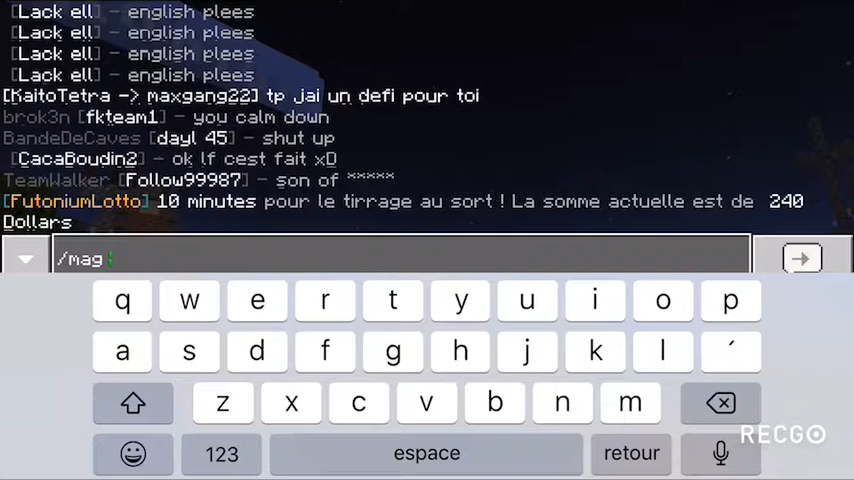 [Lack ell] - english plees
[Lack ell] - english plees
[Lack ell] - english plees
[Lack ell] - english plees
[KaitoTetra -> maxgang22] tp jai un defi pour toi
brok3n [fkteam1] - you calm down
BandeDeCaves [dayl 45] - shut up
[CacaBoudin2] - ok lf cest fait xD
TeamWalker [Follow99987] - son of *****
[FutoniumLotto] 10 minutes pour le tirrage au sort ! La somme actuelle est de 240
Dollars
/mag
q w e r t y u i o p
a s d f g h j k l ´
z x c v b n m
RECGO
123 espace retour